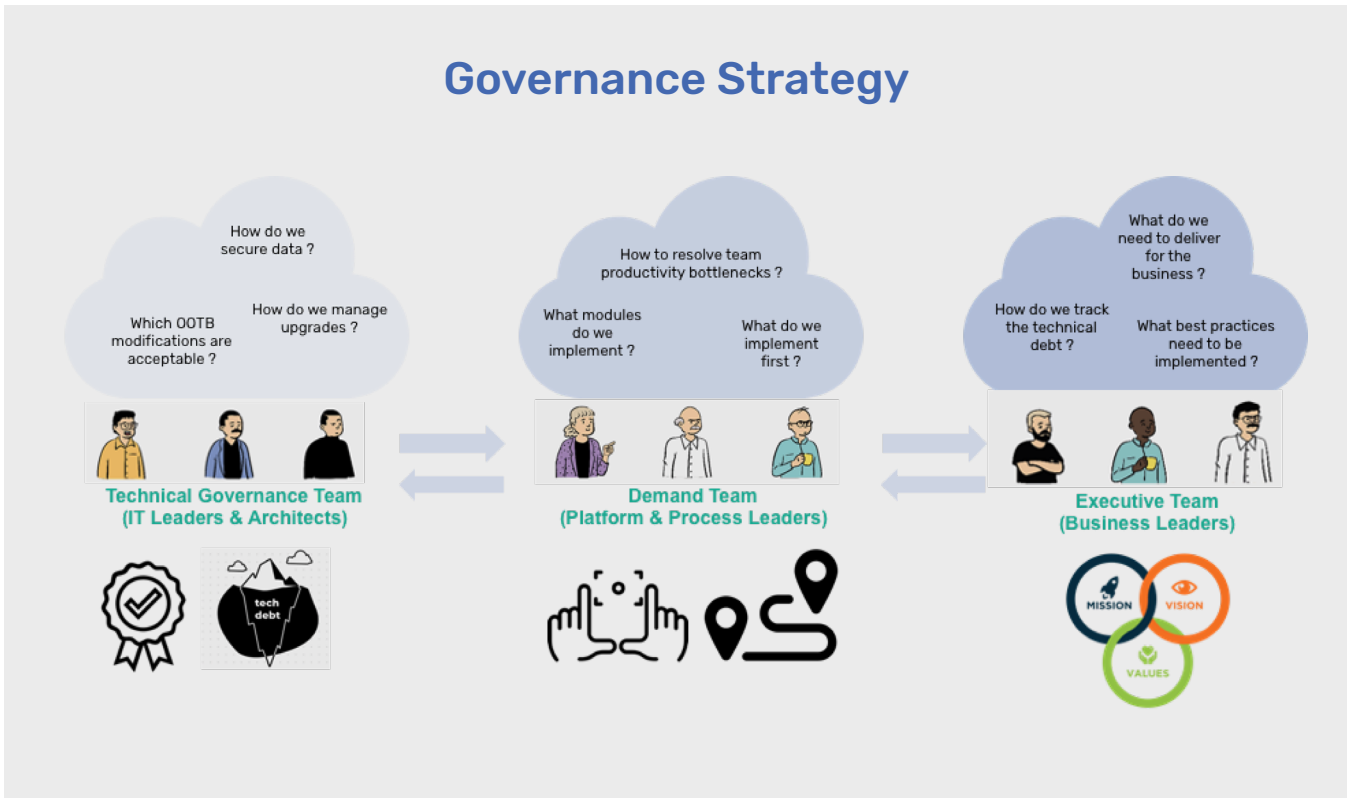 Governance Strategy
How do we
secure data ?
Which OOTB
modifications are
acceptable ?
How do we manage
upgrades ?
How to resolve team
productivity bottlenecks ?
What modules
do we
implement ?
What do we
implement
first ?
What do we
need to deliver
for the
business ?
How do we track
the technical
debt ?
What best practices
need to be
implemented ?
Technical Governance Team
(IT Leaders & Architects)
Demand Team
(Platform & Process Leaders)
Executive Team
(Business Leaders)
tech
debt
MISSION
VISION
VALUES